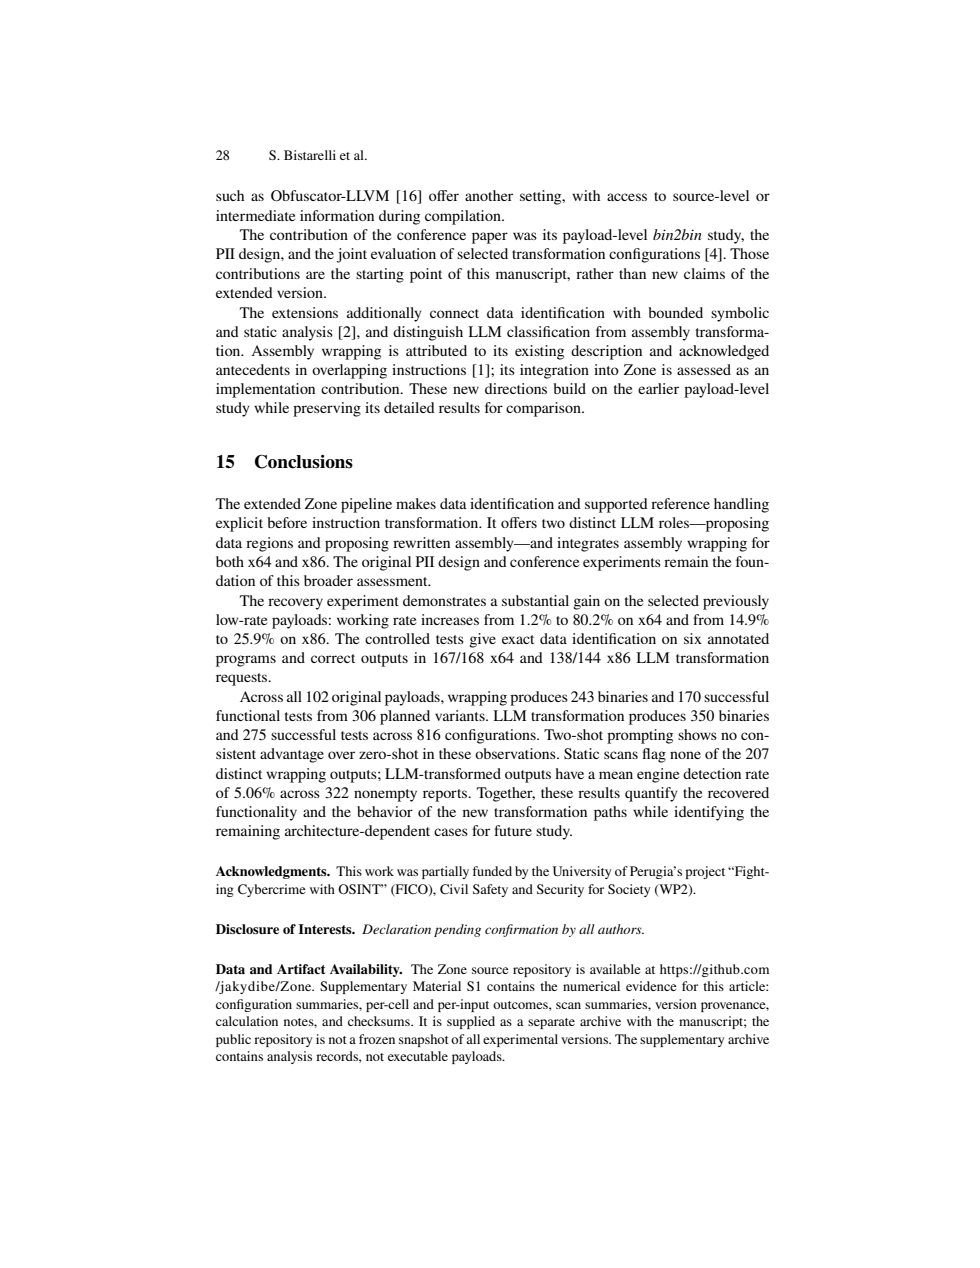 28 S. Bistarelli et al.
such as Obfuscator-LLVM [16] offer another setting, with access to source-level or
intermediate information during compilation.
The contribution of the conference paper was its payload-level bin2bin study, the
PII design, and the joint evaluation of selected transformation configurations [4]. Those
contributions are the starting point of this manuscript, rather than new claims of the
extended version.
The extensions additionally connect data identification with bounded symbolic
and static analysis [2], and distinguish LLM classification from assembly transforma-
tion. Assembly wrapping is attributed to its existing description and acknowledged
antecedents in overlapping instructions [1]; its integration into Zone is assessed as an
implementation contribution. These new directions build on the earlier payload-level
study while preserving its detailed results for comparison.
15 Conclusions
The extended Zone pipeline makes data identification and supported reference handling
explicit before instruction transformation. It offers two distinct LLM roles—proposing
data regions and proposing rewritten assembly—and integrates assembly wrapping for
both x64 and x86. The original PII design and conference experiments remain the foun-
dation of this broader assessment.
The recovery experiment demonstrates a substantial gain on the selected previously
low-rate payloads: working rate increases from 1.2% to 80.2% on x64 and from 14.9%
to 25.9% on x86. The controlled tests give exact data identification on six annotated
programs and correct outputs in 167/168 x64 and 138/144 x86 LLM transformation
requests.
Across all 102 original payloads, wrapping produces 243 binaries and 170 successful
functional tests from 306 planned variants. LLM transformation produces 350 binaries
and 275 successful tests across 816 configurations. Two-shot prompting shows no con-
sistent advantage over zero-shot in these observations. Static scans flag none of the 207
distinct wrapping outputs; LLM-transformed outputs have a mean engine detection rate
of 5.06% across 322 nonempty reports. Together, these results quantify the recovered
functionality and the behavior of the new transformation paths while identifying the
remaining architecture-dependent cases for future study.
Acknowledgments. This work was partially funded by the University of Perugia's project “Fight-
ing Cybercrime with OSINT” (FICO), Civil Safety and Security for Society (WP2).
Disclosure of Interests. Declaration pending confirmation by all authors.
Data and Artifact Availability. The Zone source repository is available at https://github.com
/jakydibe/Zone. Supplementary Material S1 contains the numerical evidence for this article:
configuration summaries, per-cell and per-input outcomes, scan summaries, version provenance,
calculation notes, and checksums. It is supplied as a separate archive with the manuscript; the
public repository is not a frozen snapshot of all experimental versions. The supplementary archive
contains analysis records, not executable payloads.